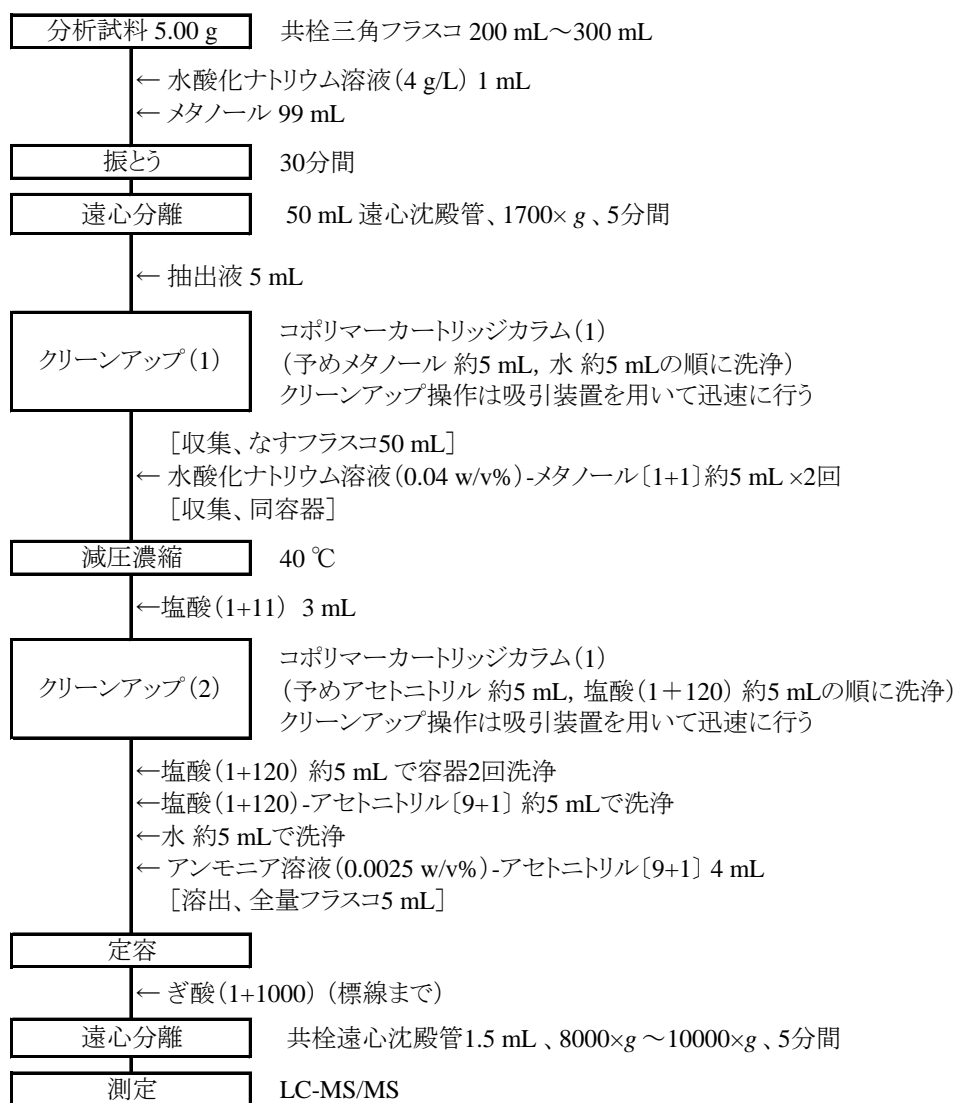 分析試料 5.00 g 共栓三角フラスコ 200 mL～300 mL
← 水酸化ナトリウム溶液(4 g/L) 1 mL
← メタノール 99 mL
振とう 30分間
遠心分離 50 mL 遠心沈殿管、1700× g 、5分間
← 抽出液 5 mL
コポリマーカートリッジカラム(1)
クリーンアップ(1) (予めメタノール 約5 mL, 水 約5 mLの順に洗浄)
クリーンアップ操作は吸引装置を用いて迅速に行う
[収集、なすフラスコ50 mL]
← 水酸化ナトリウム溶液(0.04 w/v%)-メタノール〔1+1〕約5 mL ×2回
[収集、同容器]
減圧濃縮 40 ℃
←塩酸(1+11) 3 mL
コポリマーカートリッジカラム(1)
クリーンアップ(2) (予めアセトニトリル 約5 mL, 塩酸(1＋120) 約5 mLの順に洗浄)
クリーンアップ操作は吸引装置を用いて迅速に行う
←塩酸(1+120) 約5 mL で容器2回洗浄
←塩酸(1+120)-アセトニトリル〔9+1〕 約5 mLで洗浄
←水 約5 mLで洗浄
← アンモニア溶液(0.0025 w/v%)-アセトニトリル〔9+1〕 4 mL
[溶出、全量フラスコ5 mL]
定容
← ぎ酸(1+1000) (標線まで)
遠心分離 共栓遠心沈殿管1.5 mL 、8000×g ～10000×g 、5分間
測定 LC-MS/MS